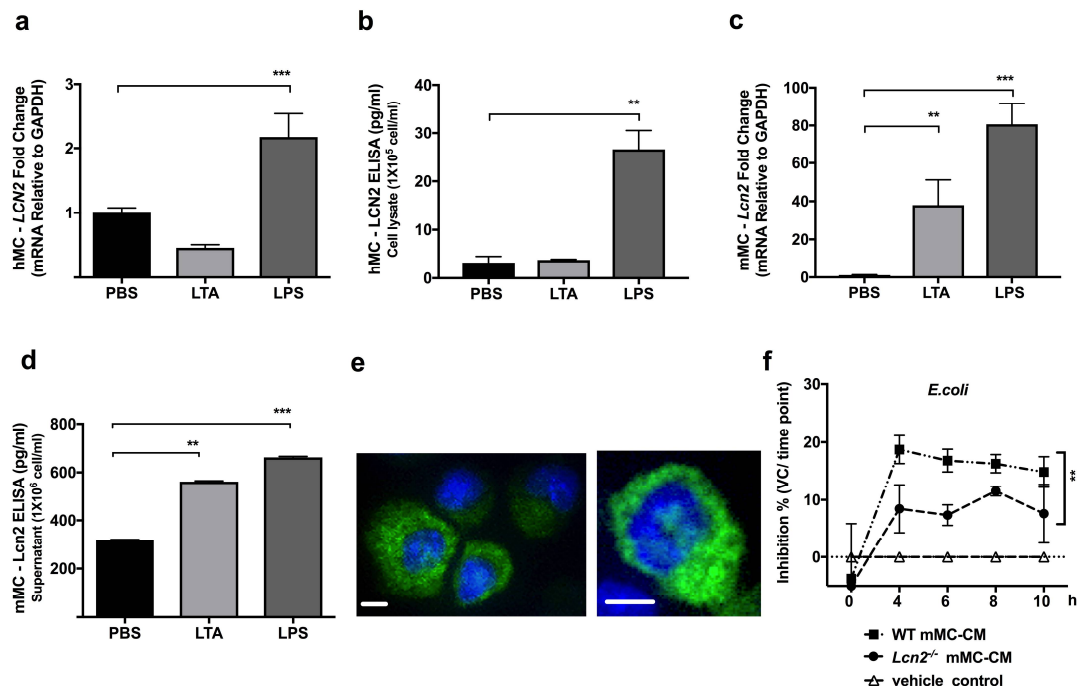 a
hMC - LCN2 Fold Change
(mRNA Relative to GAPDH)
3
2
1
***
PBS LTA LPS
b
hMC - LCN2 ELISA (pg/ml)
Cell lysate (1X10⁵ cell/ml)
40
30
20
10
0
**
PBS LTA LPS
c
mMC - Lcn2 Fold Change
(mRNA Relative to GAPDH)
100
80
60
40
20
0
***
**
PBS LTA LPS
d
mMC - Lcn2 ELISA (pg/ml)
Supernatant (1X10⁶ cell/ml)
800
600
400
200
***
**
PBS LTA LPS
e
f
E.coli
Inhibition % (VC/ time point)
30
20
10
0
**
0 4 6 8 10 h
WT mMC-CM
Lcn2⁻/⁻ mMC-CM
vehicle control